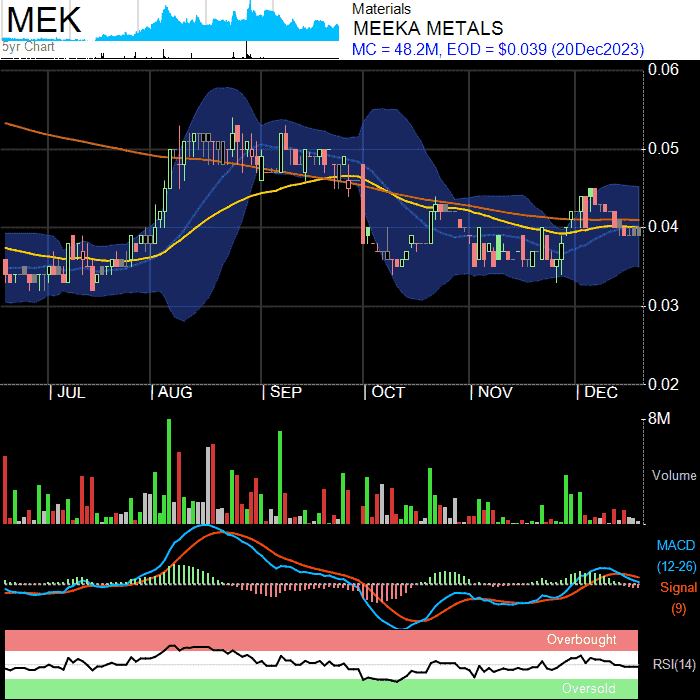 MEK
5yr Chart
Materials
MEEKA METALS
MC = 48.2M, EOD = $0.039 (20Dec2023)
0.06
0.05
0.04
0.03
0.02
| JUL | AUG | SEP | OCT | NOV | DEC
8M
Volume
MACD
(12-26)
Signal
(9)
Overbought
RSI(14)
Oversold